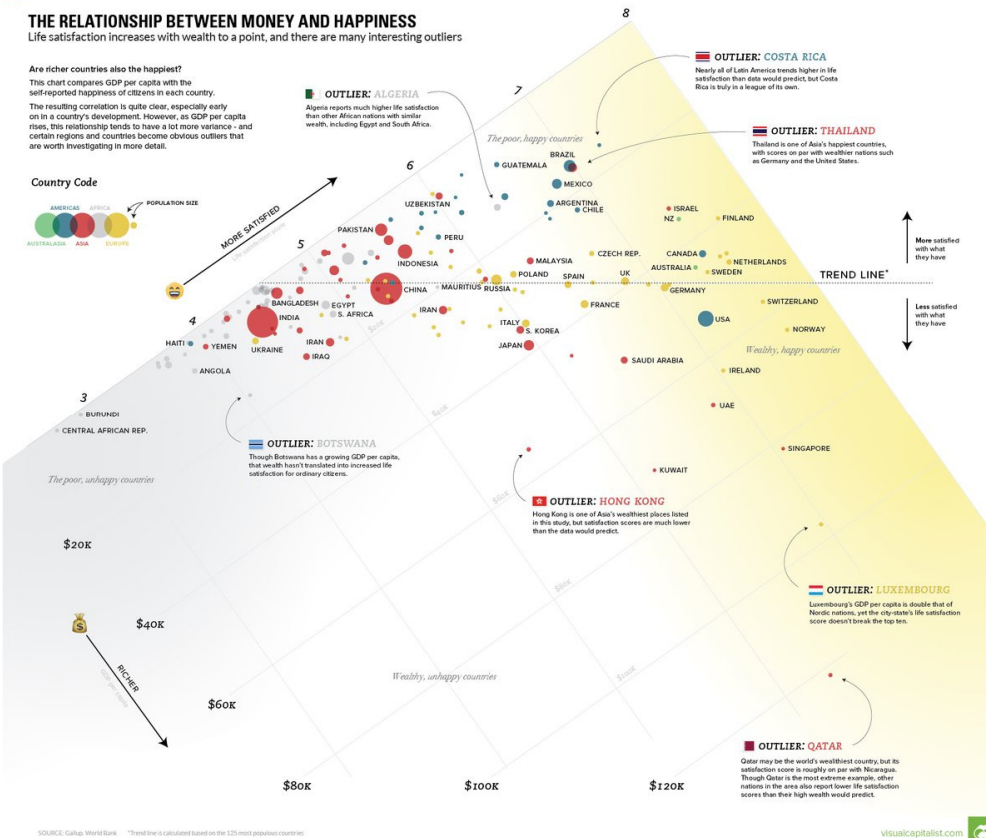 THE RELATIONSHIP BETWEEN MONEY AND HAPPINESS
Life satisfaction increases with wealth to a point, and there are many interesting outliers
Are richer countries also the happiest?
This chart compares GDP per capita with the
self-reported happiness of citizens in each country.
The resulting correlation is quite clear, especially early
on in a country's development. However, as GDP per capita
rises, this relationship tends to have a lot more variance - and
certain regions and countries become obvious outliers that
are worth investigating in more detail.
Country Code
POPULATION SIZE
AMERICAS AFRICA
AUSTRALASIA ASIA EUROPE
MORE SATISFIED
Life satisfaction score
8
7
6
5
4
3
OUTLIER: COSTA RICA
Nearly all of Latin America trends higher in life
satisfaction than data would predict, but Costa
Rica is truly in a league of its own.
OUTLIER: ALGERIA
Algeria reports much higher life satisfaction
than other African nations with similar
wealth, including Egypt and South Africa.
OUTLIER: THAILAND
Thailand is one of Asia's happiest countries,
with scores on par with wealthier nations such
as Germany and the United States.
The poor, happy countries
BRAZIL
GUATEMALA
MEXICO
UZBEKISTAN
ARGENTINA
CHILE
ISRAEL
NZ
FINLAND
PAKISTAN
PERU
More satisfied
with what
they have
INDONESIA
MALAYSIA
CZECH REP.
CANADA
NETHERLANDS
AUSTRALIA
SWEDEN
POLAND
SPAIN
UK
TREND LINE*
CHINA
MAURITIUS
RUSSIA
GERMANY
BANGLADESH
EGYPT
S. AFRICA
IRAN
FRANCE
SWITZERLAND
Less satisfied
with what
they have
INDIA
ITALY
S. KOREA
USA
NORWAY
HAITI
YEMEN
UKRAINE
IRAN
IRAQ
JAPAN
SAUDI ARABIA
Wealthy, happy countries
ANGOLA
IRELAND
BURUNDI
UAE
CENTRAL AFRICAN REP.
OUTLIER: BOTSWANA
Though Botswana has a growing GDP per capita,
that wealth hasn't translated into increased life
satisfaction for ordinary citizens.
SINGAPORE
KUWAIT
The poor, unhappy countries
OUTLIER: HONG KONG
Hong Kong is one of Asia's wealthiest places listed
in this study, but satisfaction scores are much lower
than the data would predict.
$20K
$40K
$60K
$80K
$100K
$20K
$40K
RICHER
GDP per capita
OUTLIER: LUXEMBOURG
Luxembourg's GDP per capita is double that of
Nordic nations, yet the city-state's life satisfaction
score doesn't break the top ten.
Wealthy, unhappy countries
$60K
OUTLIER: QATAR
Qatar may be the world's wealthiest country, but its
satisfaction score is roughly on par with Nicaragua.
Though Qatar is the most extreme example, other
nations in the area also report lower life satisfaction
scores than their high wealth would predict.
$80K
$100K
$120K
SOURCE: Gallup, World Bank *Trend line is calculated based on the 125 most populous countries
visualcapitalist.com